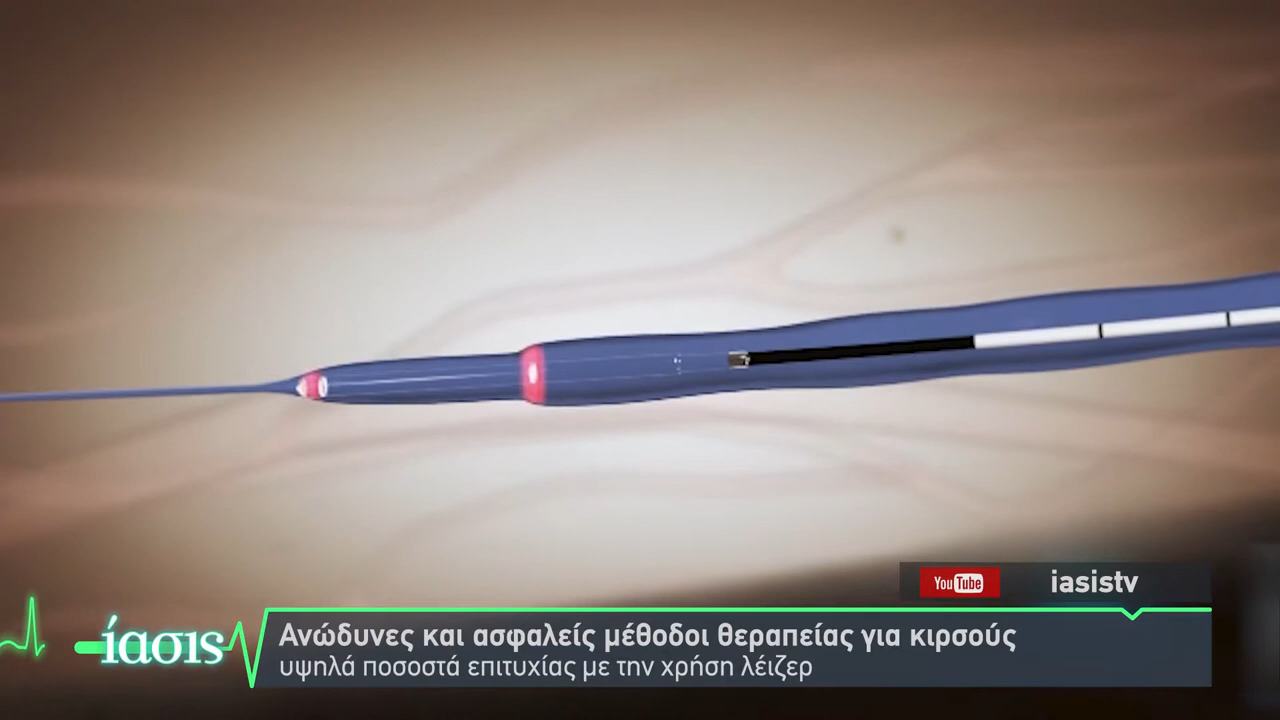 YouTube
iasistv
ίασις
Ανώδυνες και ασφαλείς μέθοδοι θεραπείας για κιρσούς
υψηλά ποσοστά επιτυχίας με την χρήση λέιζερ